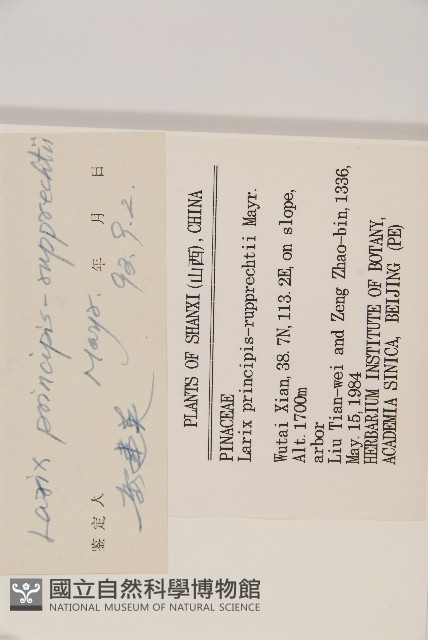 Larix principis-rupprechtii
Mayr. 年 月 日
鉴定人 93.9.2.
PLANTS OF SHANXI (山西), CHINA
PINACEAE
Larix principis-rupprechtii Mayr.
Wutai Xian, 38. 7N, 113. 2E, on slope,
Alt. 1700m
arbor
Liu Tian-wei and Zeng Zhao-bin, 1336,
May. 15, 1984
HERBARIUM INSTITUTE OF BOTANY,
ACADEMIA SINICA, BEIJING (PE)
國立自然科學博物館
NATIONAL MUSEUM OF NATURAL SCIENCE